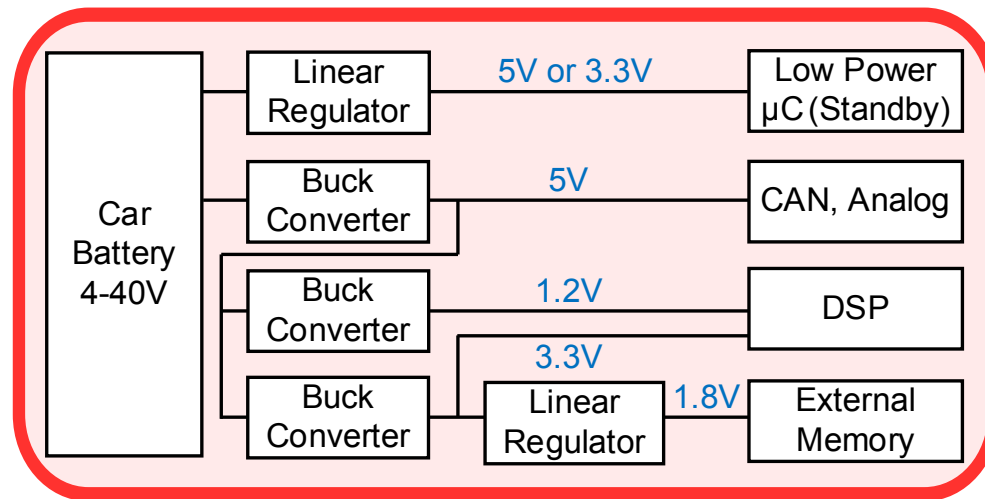 Car
Battery
4-40V
Linear
Regulator
5V or 3.3V
Low Power
µC (Standby)
Buck
Converter
5V
CAN, Analog
Buck
Converter
1.2V
DSP
3.3V
Buck
Converter
Linear
Regulator
1.8V
External
Memory